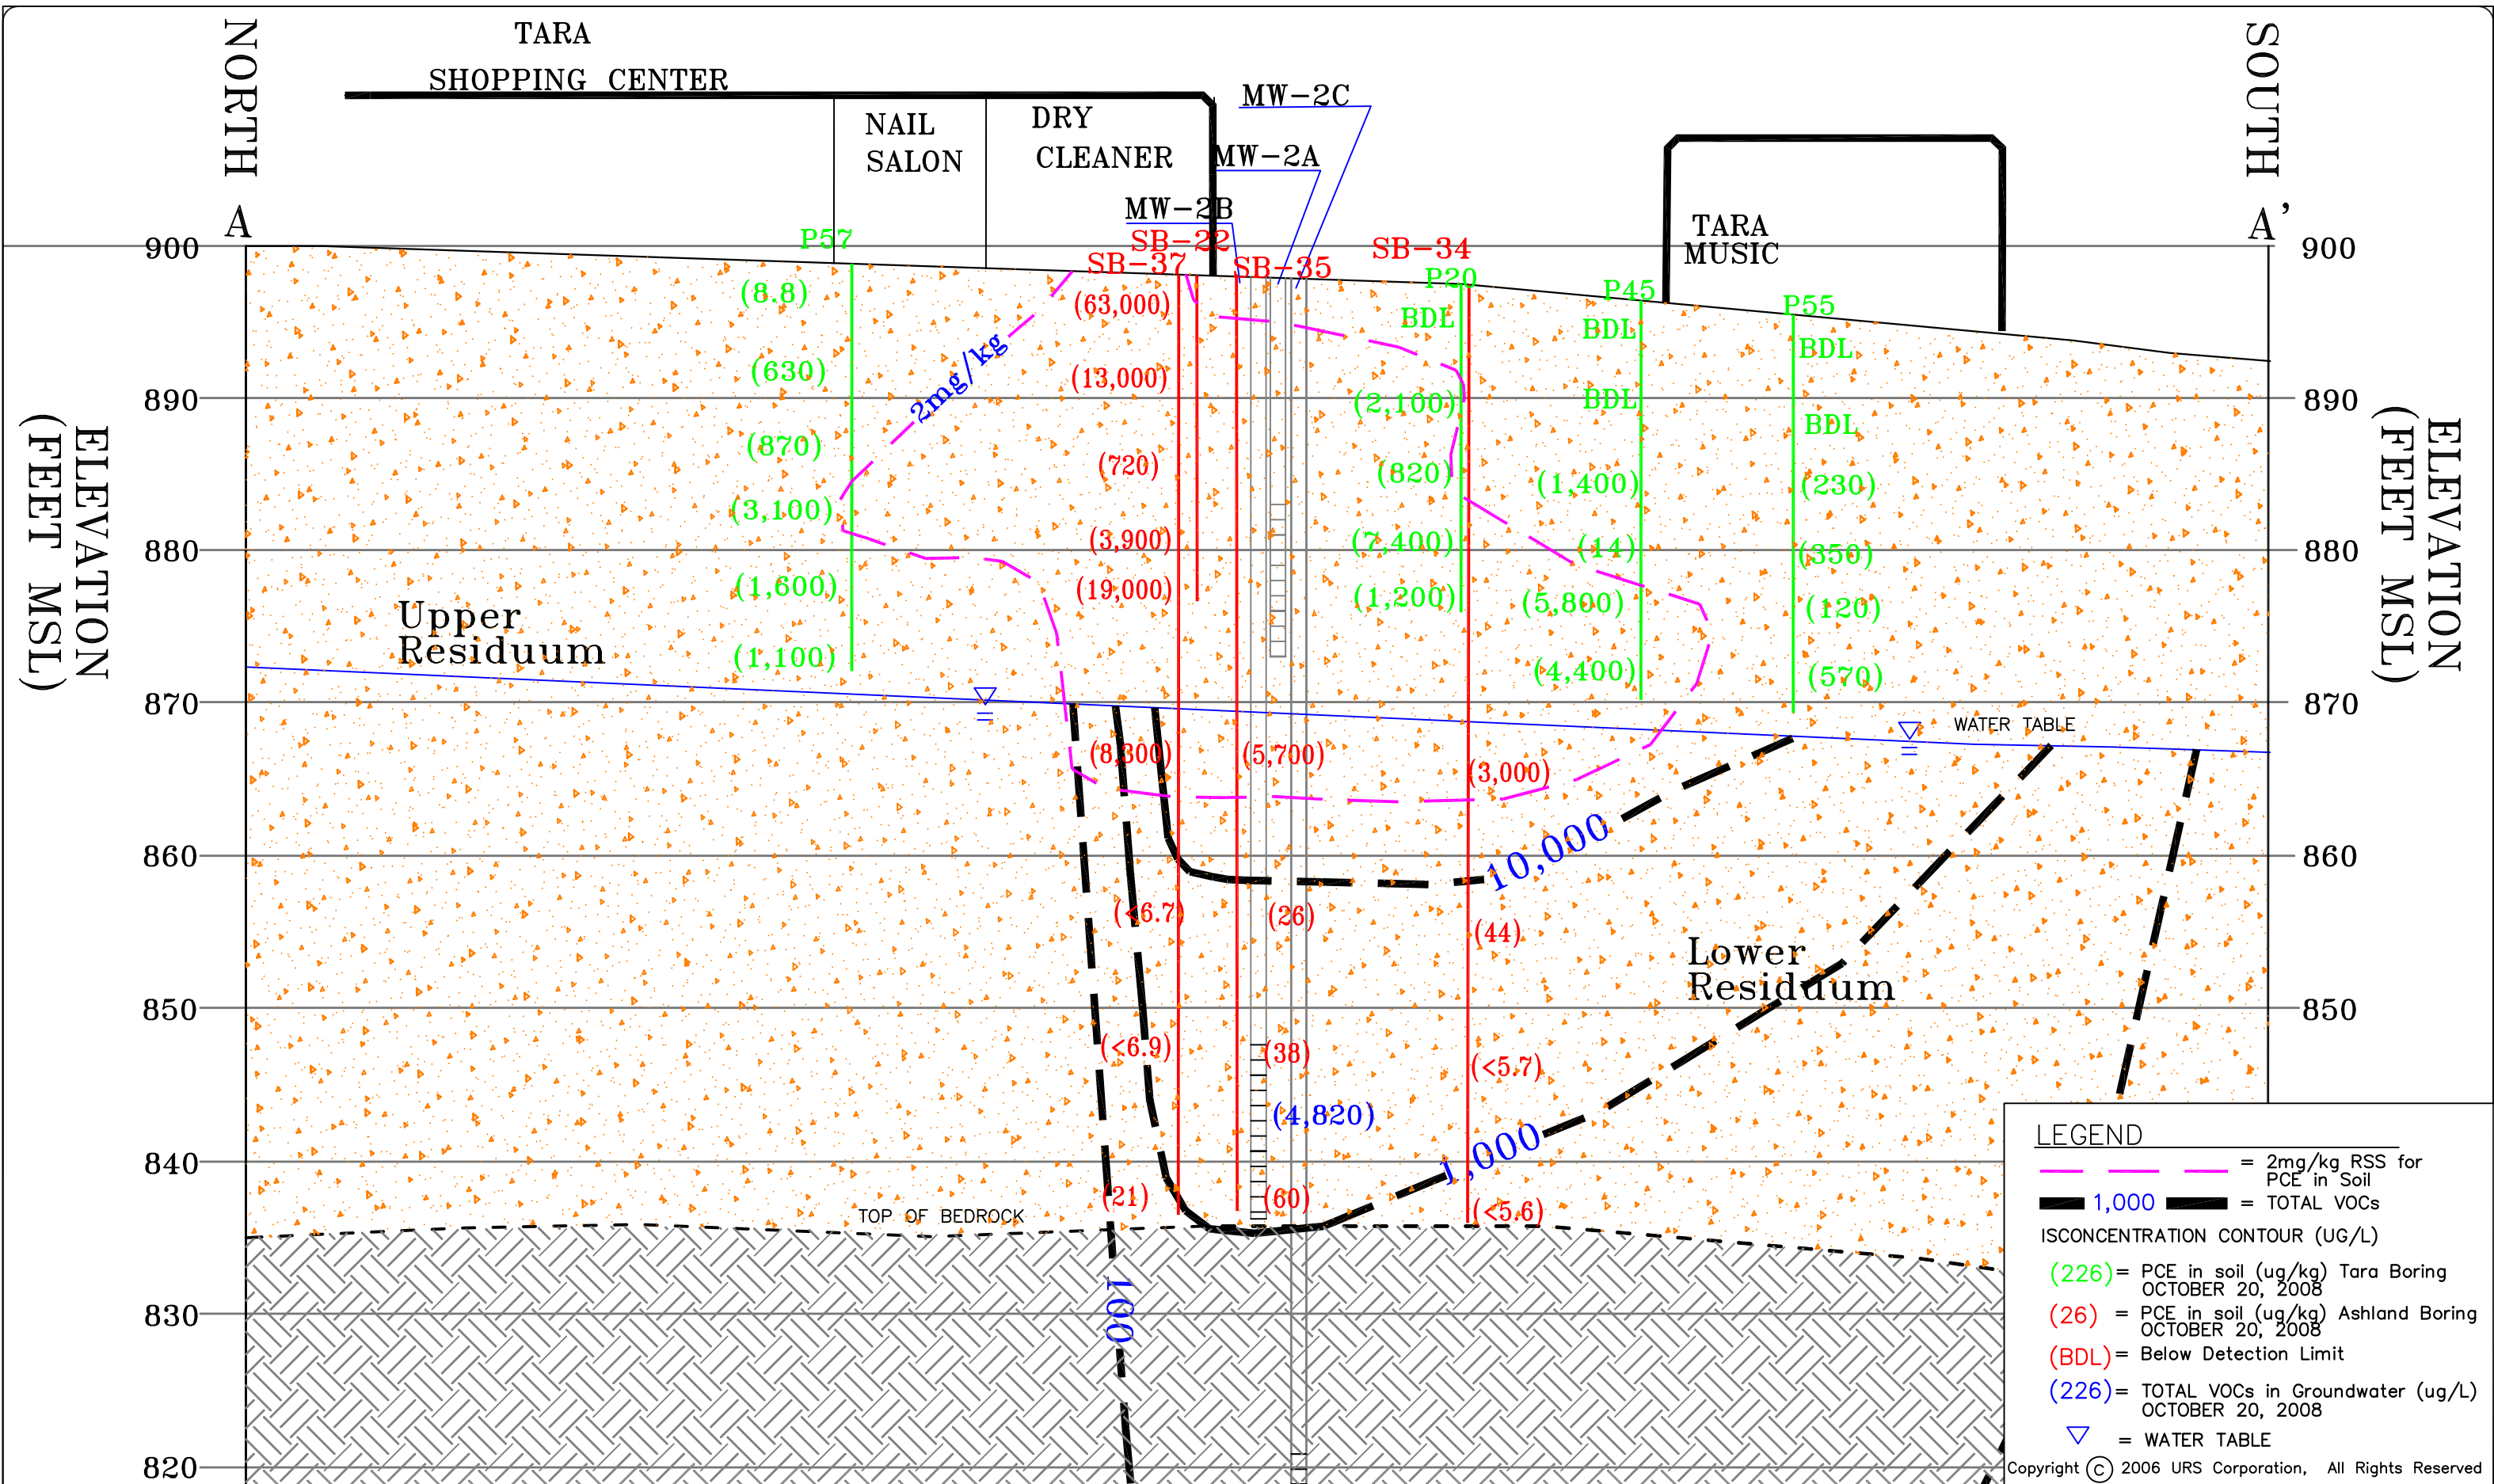 NORTH
A
TARA
SHOPPING CENTER
NAIL
SALON
DRY
CLEANER
MW-2C
MW-2A
MW-2B
SOUTH
A'
TARA
MUSIC
P57
SB-22
SB-37
SB-35
SB-34
P20
P45
P55
900
890
880
870
860
850
840
830
820
ELEVATION
(FEET MSL)
900
890
880
870
860
850
ELEVATION
(FEET MSL)
(8.8)
(630)
(870)
(3,100)
(1,600)
(1,100)
2mg/kg
(63,000)
(13,000)
(720)
(3,900)
(19,000)
(8,300)
(<6.7)
(<6.9)
(21)
(5,700)
(26)
(38)
(4,820)
(60)
BDL
(2,100)
(820)
(7,400)
(1,200)
(3,000)
(44)
(<5.7)
(<5.6)
BDL
BDL
(1,400)
(14)
(5,800)
(4,400)
BDL
BDL
(230)
(350)
(120)
(570)
Upper
Residuum
WATER TABLE
10,000
Lower
Residuum
1,000
TOP OF BEDROCK
100
LEGEND
= 2mg/kg RSS for
PCE in Soil
1,000 = TOTAL VOCs
ISCONCENTRATION CONTOUR (UG/L)
(226) = PCE in soil (ug/kg) Tara Boring
OCTOBER 20, 2008
(26) = PCE in soil (ug/kg) Ashland Boring
OCTOBER 20, 2008
(BDL) = Below Detection Limit
(226) = TOTAL VOCs in Groundwater (ug/L)
OCTOBER 20, 2008
= WATER TABLE
Copyright © 2006 URS Corporation, All Rights Reserved